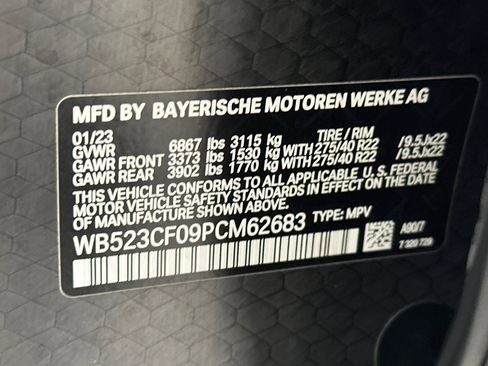 MFD BY BAYERISCHE MOTOREN WERKE AG
01/23 TIRE / RIM
GVWR 6867 lbs 3115 kg
GAWR FRONT 3373 lbs 1530 kg WITH 275/40 R22 / 9.5Jx22
GAWR REAR 3902 lbs 1770 kg WITH 275/40 R22 / 9.5Jx22
THIS VEHICLE CONFORMS TO ALL APPLICABLE U.S. FEDERAL
MOTOR VEHICLE SAFETY STANDARDS IN EFFECT ON THE DATE
OF MANUFACTURE SHOWN ABOVE.
WB523CF09PCM62683 TYPE: MPV
A90/7